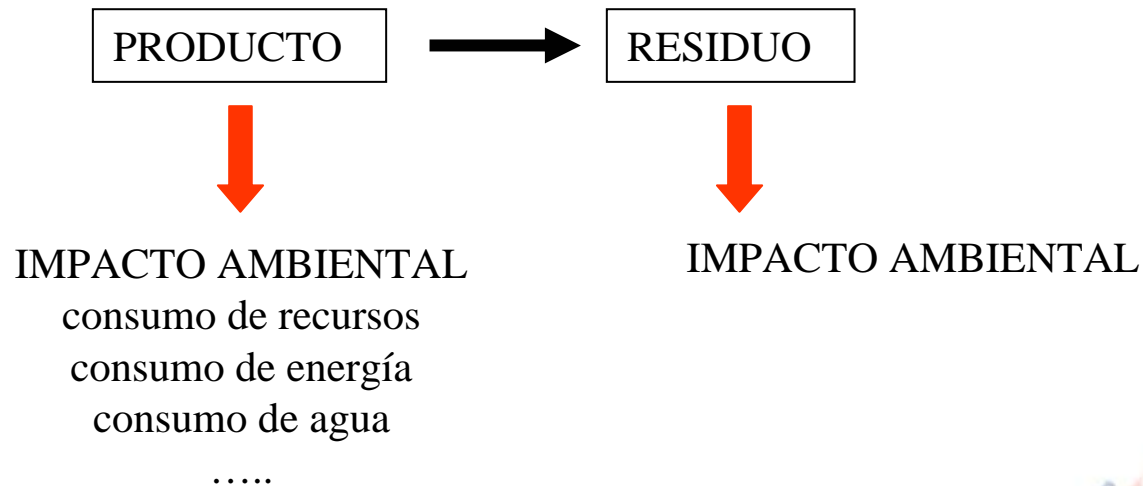 PRODUCTO
RESIDUO
IMPACTO AMBIENTAL
consumo de recursos
consumo de energía
consumo de agua
…..
IMPACTO AMBIENTAL